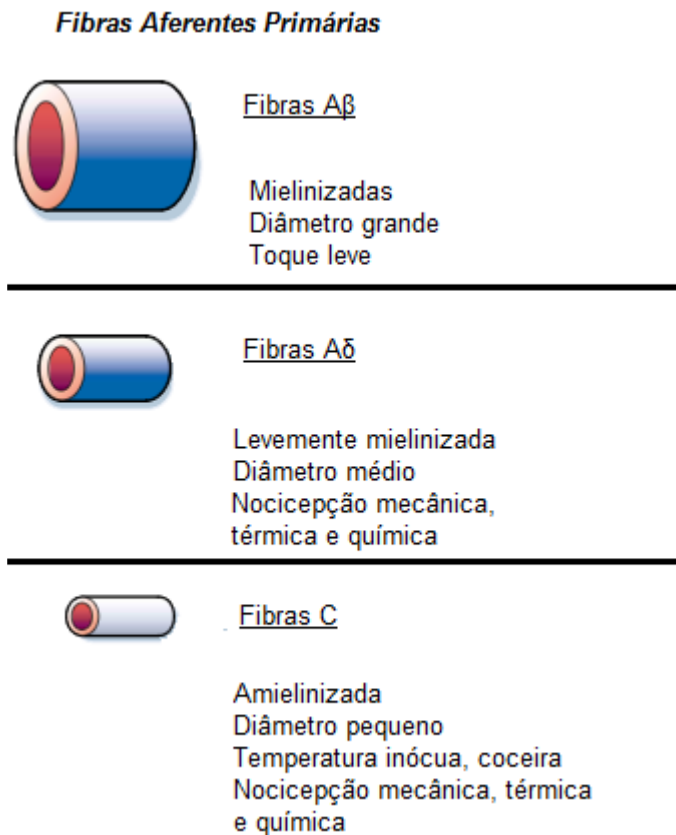 Fibras Aferentes Primárias
Fibras Aβ
Mielinizadas
Diâmetro grande
Toque leve
Fibras Aδ
Levemente mielinizada
Diâmetro médio
Nocicepção mecânica,
térmica e química
Fibras C
Amielinizada
Diâmetro pequeno
Temperatura inócua, coceira
Nocicepção mecânica, térmica
e química